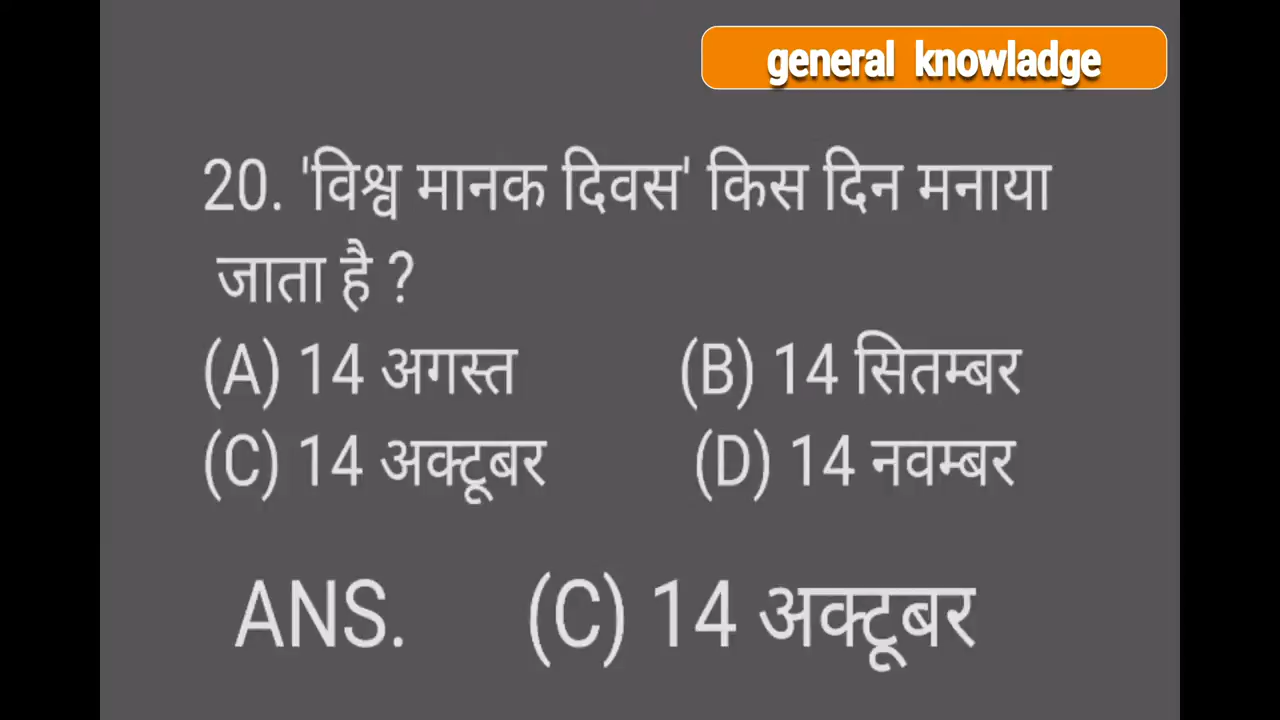 general knowladge
20. 'विश्व मानक दिवस' किस दिन मनाया
जाता है ?
(A) 14 अगस्त (B) 14 सितम्बर
(C) 14 अक्टूबर (D) 14 नवम्बर
ANS. (C) 14 अक्टूबर